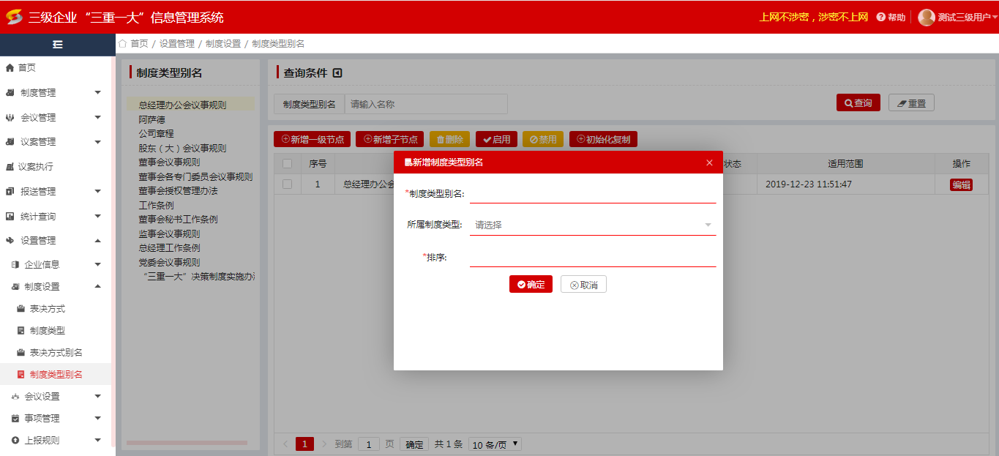 三级企业“三重一大”信息管理系统
上网不涉密，涉密不上网 帮助 测试三级用户
首页 / 设置管理 / 制度设置 / 制度类型别名
首页
制度管理
会议管理
议案管理
议案执行
报送管理
统计查询
设置管理
企业信息
制度设置
表决方式
制度类型
表决方式别名
制度类型别名
会议设置
事项管理
上报规则
制度类型别名
总经理办公会议事规则
阿萨德
公司章程
股东（大）会议事规则
董事会议事规则
董事会各专门委员会议事规则
董事会授权管理办法
工作条例
董事会秘书工作条例
监事会议事规则
总经理工作条例
党委会议事规则
“三重一大”决策制度实施办
查询条件
制度类型别名 请输入名称 查询 重置
新增一级节点 新增子节点 删除 启用 禁用 初始化复制
序号 状态 适用范围 操作
1 总经理办公会 2019-12-23 11:51:47 编辑
新增制度类型别名
*制度类型别名:
所属制度类型: 请选择
*排序:
确定 取消
1 到第 1 页 确定 共 1 条 10 条/页